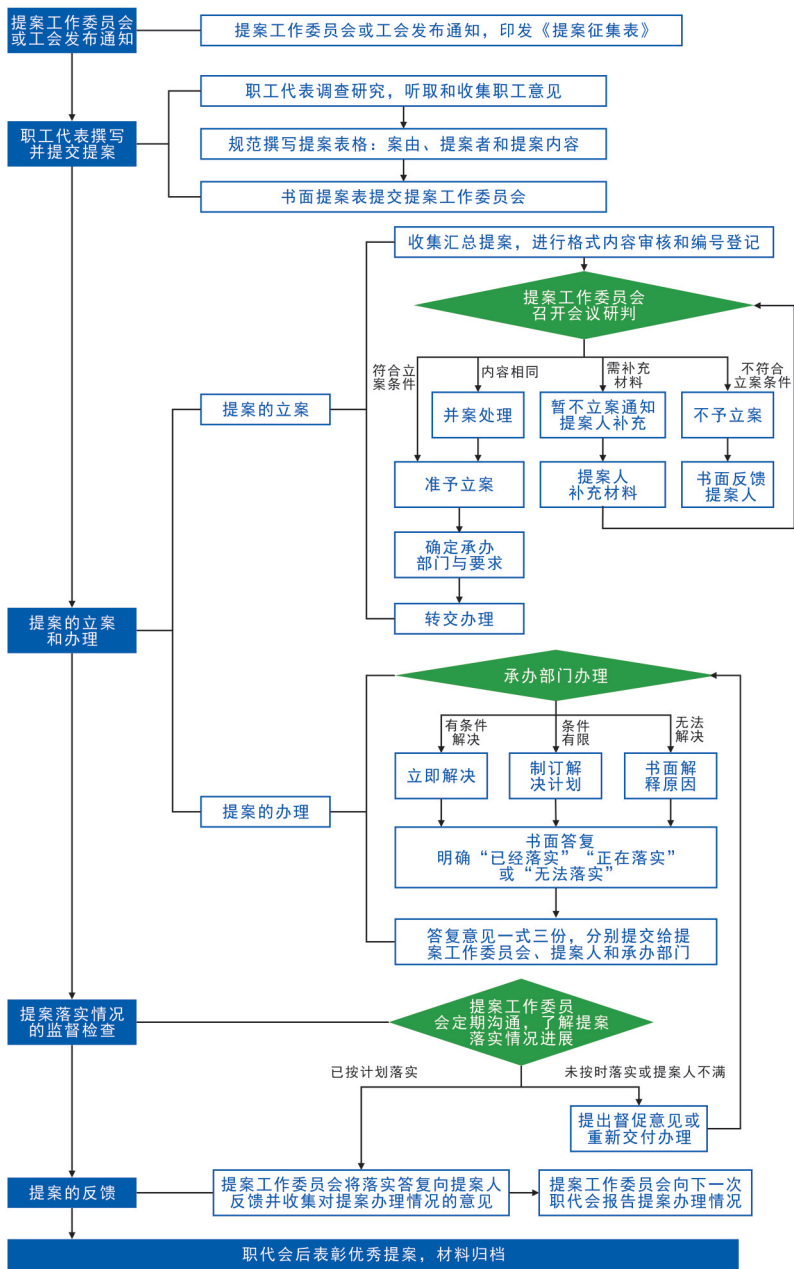 提案工作委员会
或工会发布通知
提案工作委员会或工会发布通知，印发《提案征集表》
职工代表撰写
并提交提案
职工代表调查研究，听取和收集职工意见
规范撰写提案表格：案由、提案者和提案内容
书面提案表提交提案工作委员会
提案的立案
和办理
提案的立案
收集汇总提案，进行格式内容审核和编号登记
提案工作委员会
召开会议研判
符合立
案条件
内容相同
需补充
材料
不符合
立案条件
并案处理
暂不立案通知
提案人补充
不予立案
准予立案
提案人
补充材料
书面反馈
提案人
确定承办
部门与要求
转交办理
提案的办理
承办部门办理
有条件
解决
条件
有限
无法
解决
立即解决
制订解
决计划
书面解
释原因
书面答复
明确“已经落实”“正在落实”
或“无法落实”
答复意见一式三份，分别提交给提
案工作委员会、提案人和承办部门
提案落实情况
的监督检查
提案工作委员
会定期沟通，了解提案
落实情况进展
已按计划落实
未按时落实或提案人不满
提出督促意见或
重新交付办理
提案的反馈
提案工作委员会将落实答复向提案人
反馈并收集对提案办理情况的意见
提案工作委员会向下一次
职代会报告提案办理情况
职代会后表彰优秀提案，材料归档